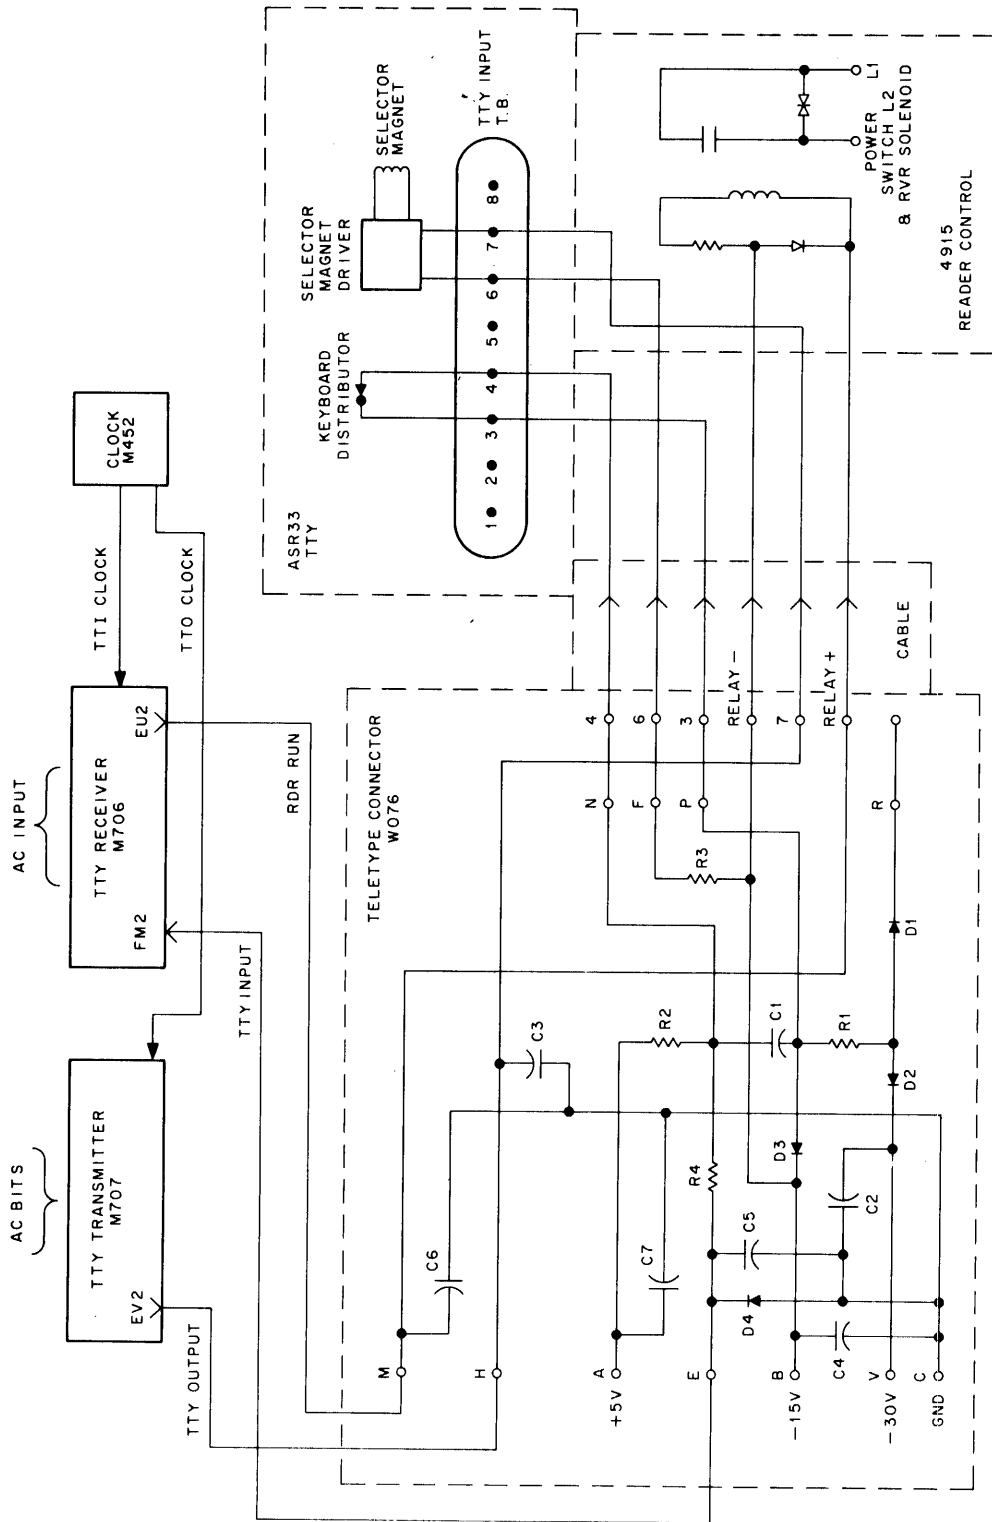 AC BITS
TTY TRANSMITTER
M707
EV2
AC INPUT
TTY RECEIVER
M706
FM2
EU2
CLOCK
M452
TTI CLOCK
TTO CLOCK
TTY OUTPUT
TTY INPUT
RDR RUN
TELETYPE CONNECTOR
W076
M
H
A
+5V
E
B
-15V
V
-30V
C
GND
C6
C3
C7
R2
R4
C5
D4
C4
C2
D3
C1
R1
D2
D1
R3
N
F
P
R
4
6
3
RELAY -
7
RELAY +
CABLE
ASR33
TTY
KEYBOARD
DISTRIBUTOR
SELECTOR
MAGNET
DRIVER
SELECTOR
MAGNET
TTY INPUT
T.B.
1
2
3
4
5
6
7
8
POWER
SWITCH L2
& RVR SOLENOID
L1
4915
READER CONTROL